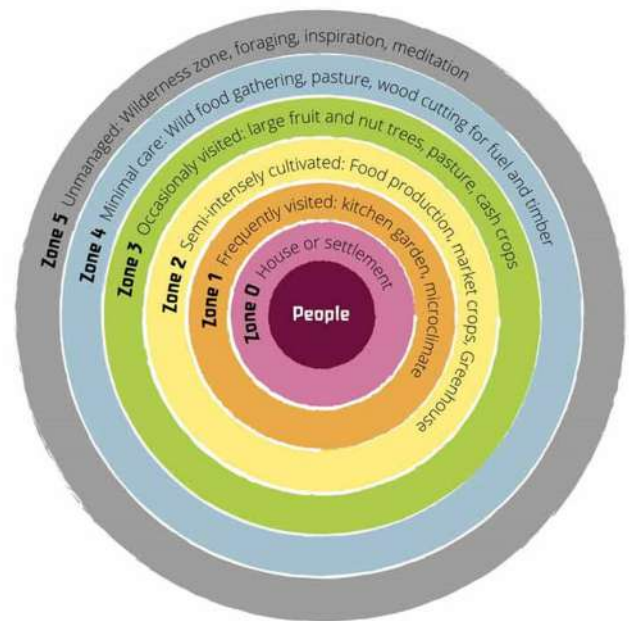 Zone 5 Unmanaged: Wilderness zone, foraging, inspiration, meditation
Zone 4 Minimal care: Wild food gathering, pasture, wood cutting for fuel and timber
Zone 3 Occasionaly visited: large fruit and nut trees, pasture, cash crops
Zone 2 Semi-intensely cultivated: Food production, market crops, Greenhouse
Zone 1 Frequently visited: kitchen garden, microclimate
Zone 0 House or settlement
People